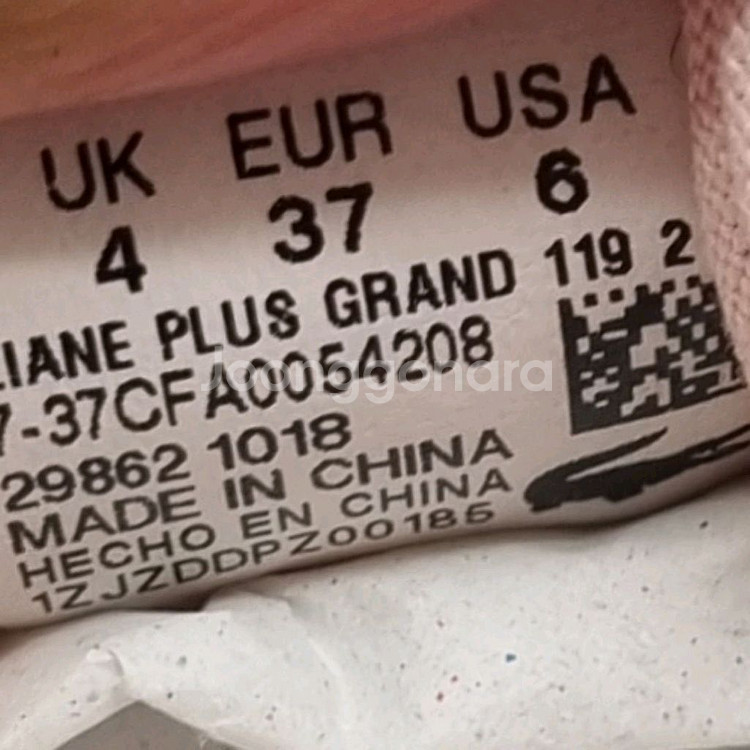 UK EUR USA
4 37 6
LIANE PLUS GRAND 119 2
7-37CFA0054208
29862 1018
MADE IN CHINA
HECHO EN CHINA
1ZJZDDPZ00185
Joonggonara